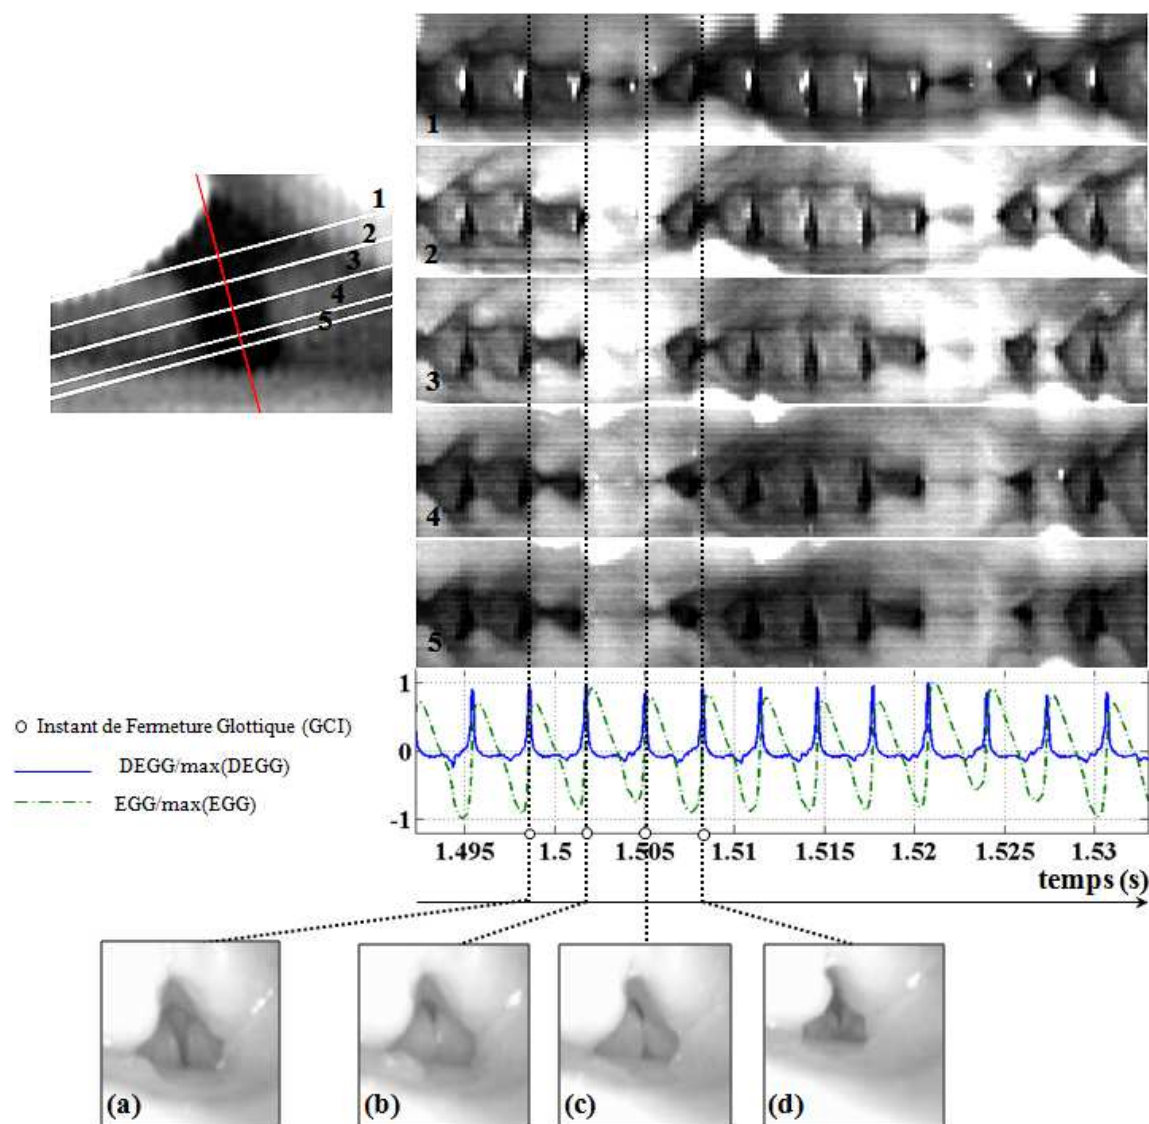 1
1
2
3
4
5
2
3
4
5
Instant de Fermeture Glottique (GCI)
DEGG/max(DEGG)
EGG/max(EGG)
1
0
-1
1.495 1.5 1.505 1.51 1.515 1.52 1.525 1.53
temps (s)
(a) (b) (c) (d)